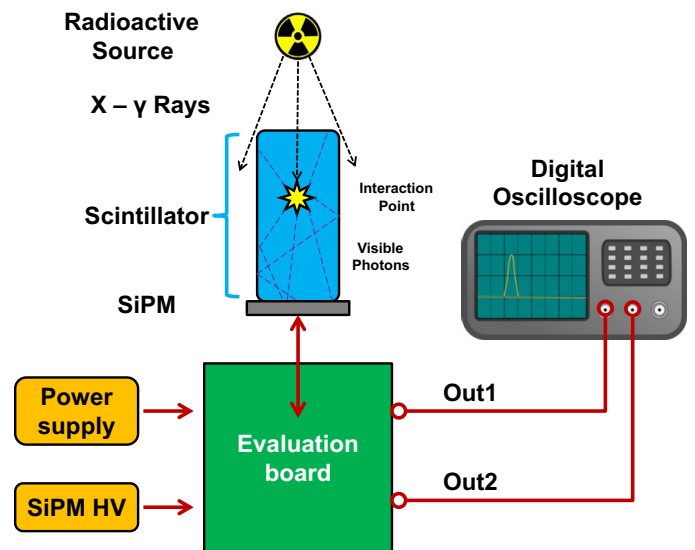 Radioactive
Source
X – γ Rays
Scintillator
Interaction
Point
Visible
Photons
Digital
Oscilloscope
SiPM
Power
supply
SiPM HV
Evaluation
board
Out1
Out2